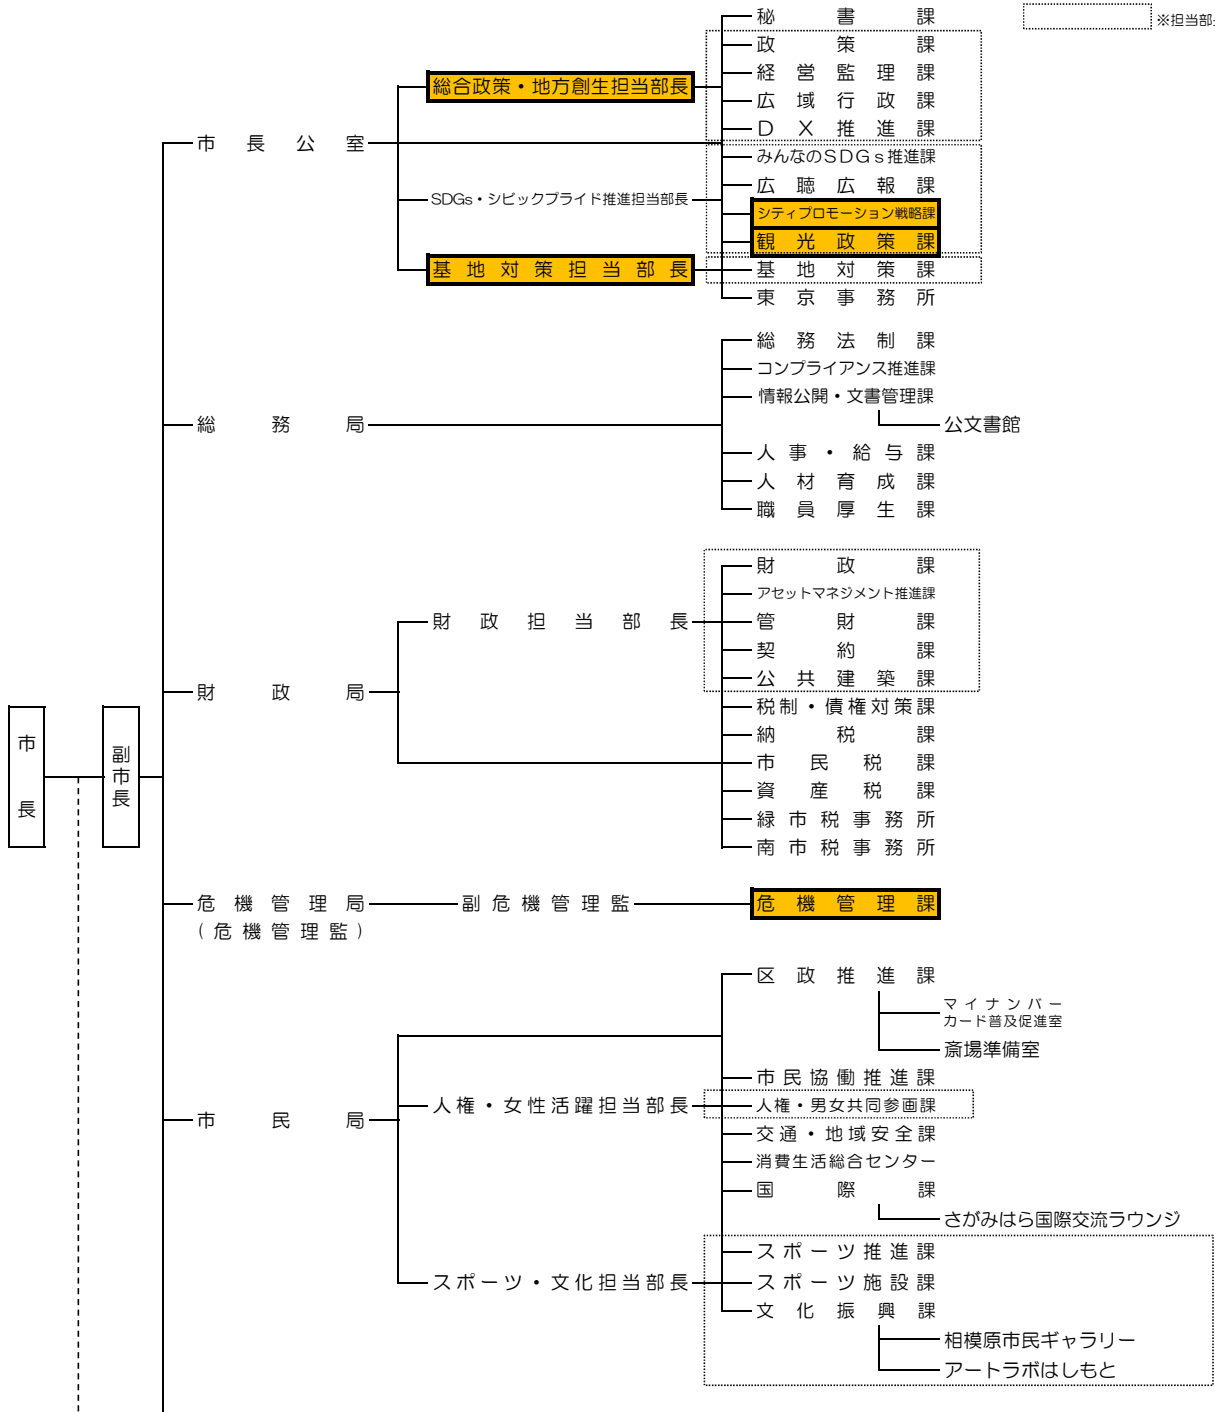 秘書課
※担当部
政策課
経営監理課
総合政策・地方創生担当部長
広域行政課
DX推進課
市長公室
みんなのSDGs推進課
広聴広報課
SDGs・シビックプライド推進担当部長
シティプロモーション戦略課
観光政策課
基地対策担当部長
基地対策課
東京事務所
総務法制課
コンプライアンス推進課
情報公開・文書管理課
総務局
公文書館
人事・給与課
人材育成課
職員厚生課
財政課
アセットマネジメント推進課
財政担当部長
管財課
契約課
公共建築課
財政局
税制・債権対策課
納税課
市長
副市長
市民税課
資産税課
緑市税事務所
南市税事務所
危機管理局
(危機管理監)
副危機管理監
危機管理課
区政推進課
マイナンバー
カード普及促進室
斎場準備室
市民協働推進課
人権・女性活躍担当部長
人権・男女共同参画課
市民局
交通・地域安全課
消費生活総合センター
国際課
さがみはら国際交流ラウンジ
スポーツ推進課
スポーツ・文化担当部長
スポーツ施設課
文化振興課
相模原市民ギャラリー
アートラボはしもと